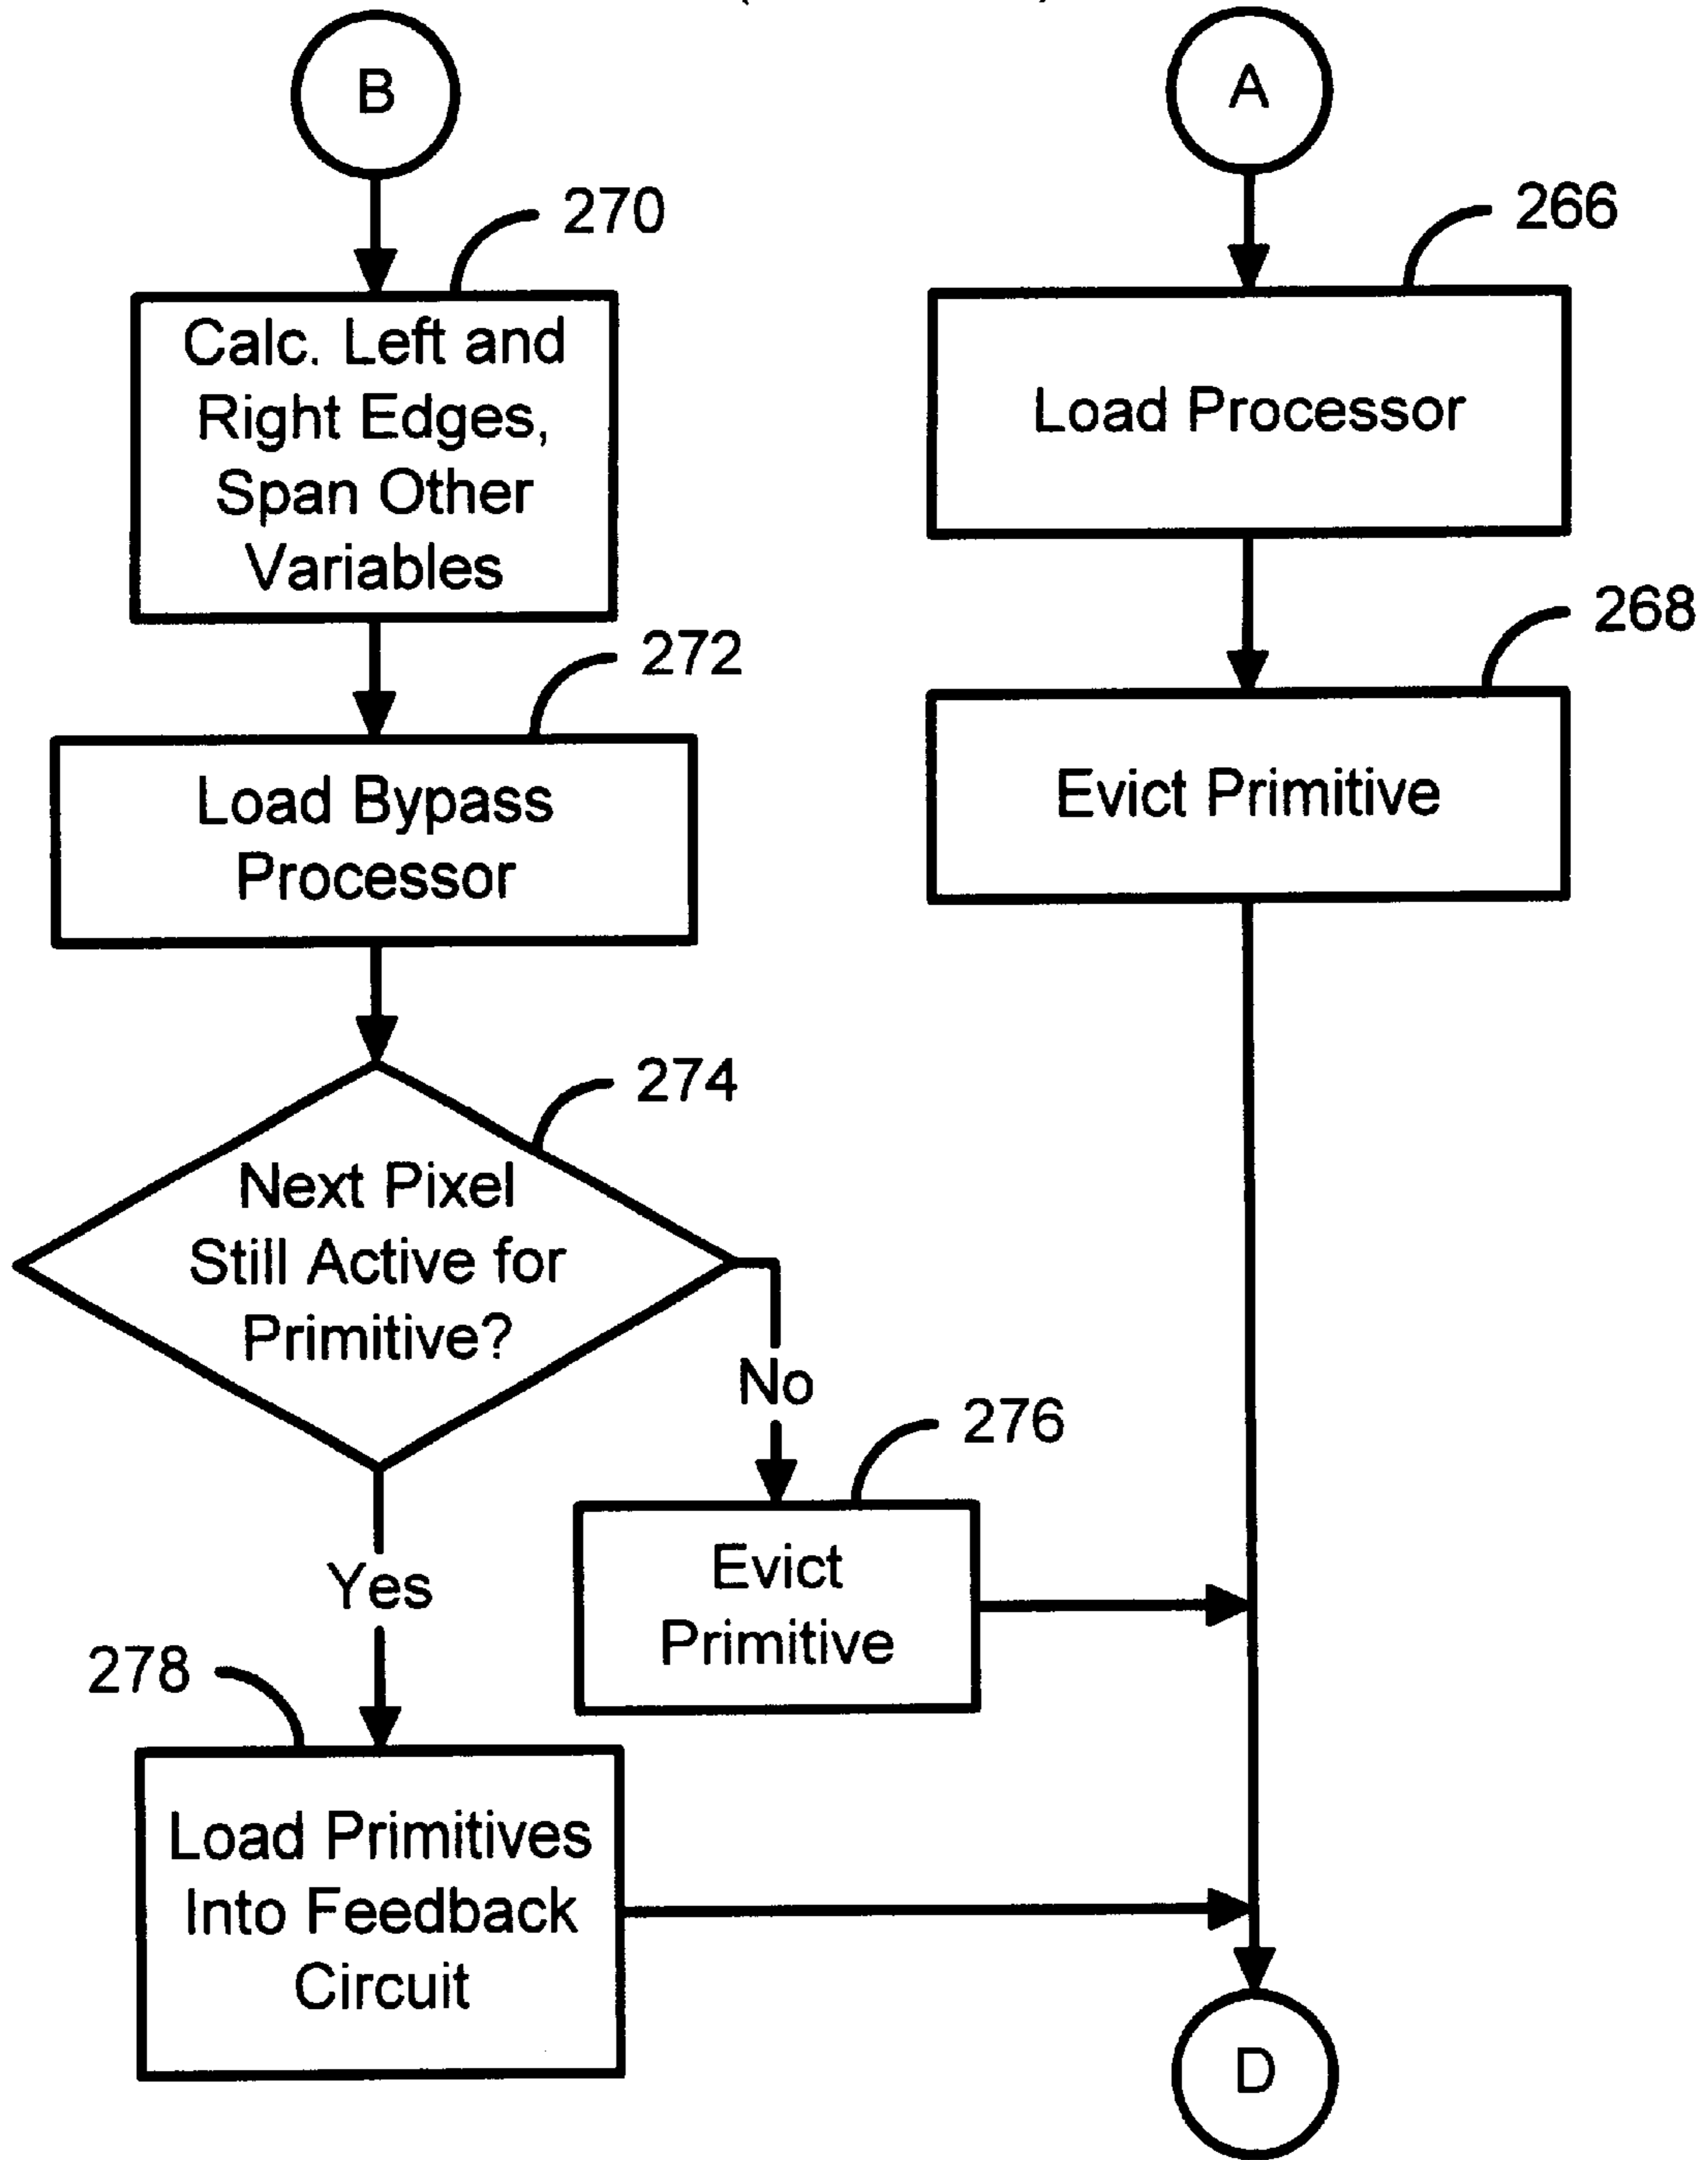 B
A
270
266
Calc. Left and
Right Edges,
Span Other
Variables
Load Processor
268
272
Load Bypass
Processor
Evict Primitive
274
Next Pixel
Still Active for
Primitive?
No
276
Evict
Primitive
Yes
278
Load Primitives
Into Feedback
Circuit
D